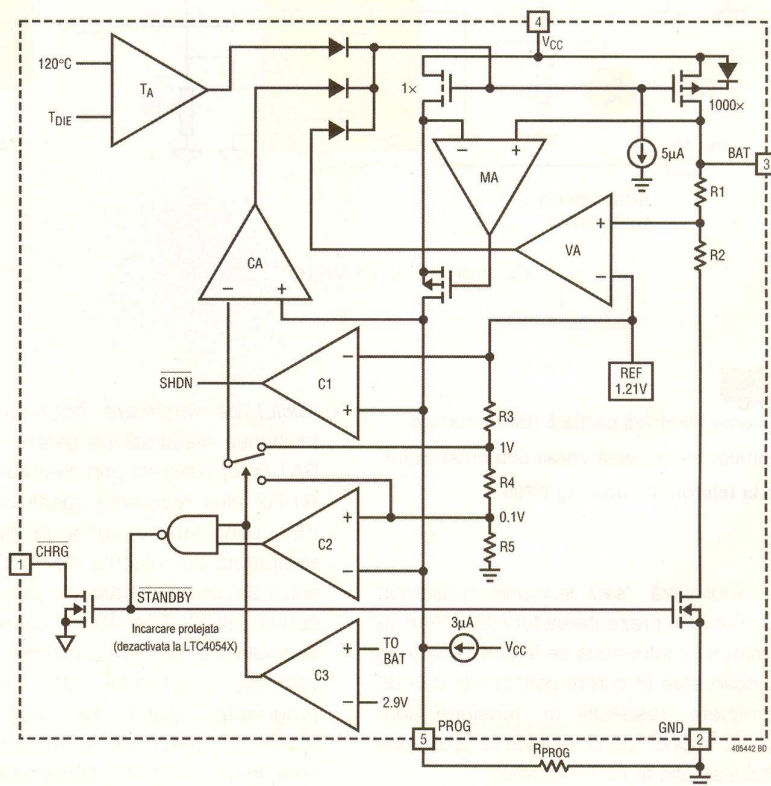 4
VCC
120°C
TA
TDIE
1×
1000×
5μA
BAT
3
– +
MA
R1
+
VA
–
R2
CA
– +
REF
1.21V
SHDN
–
C1
+
R3
1V
R4
0.1V
R5
+
C2
–
CHRG
1
STANDBY
Incarcare protejata
(dezactivata la LTC4054X)
3μA
VCC
+
C3
–
TO
BAT
2.9V
5
PROG
RPROG
GND
2
405442 BD